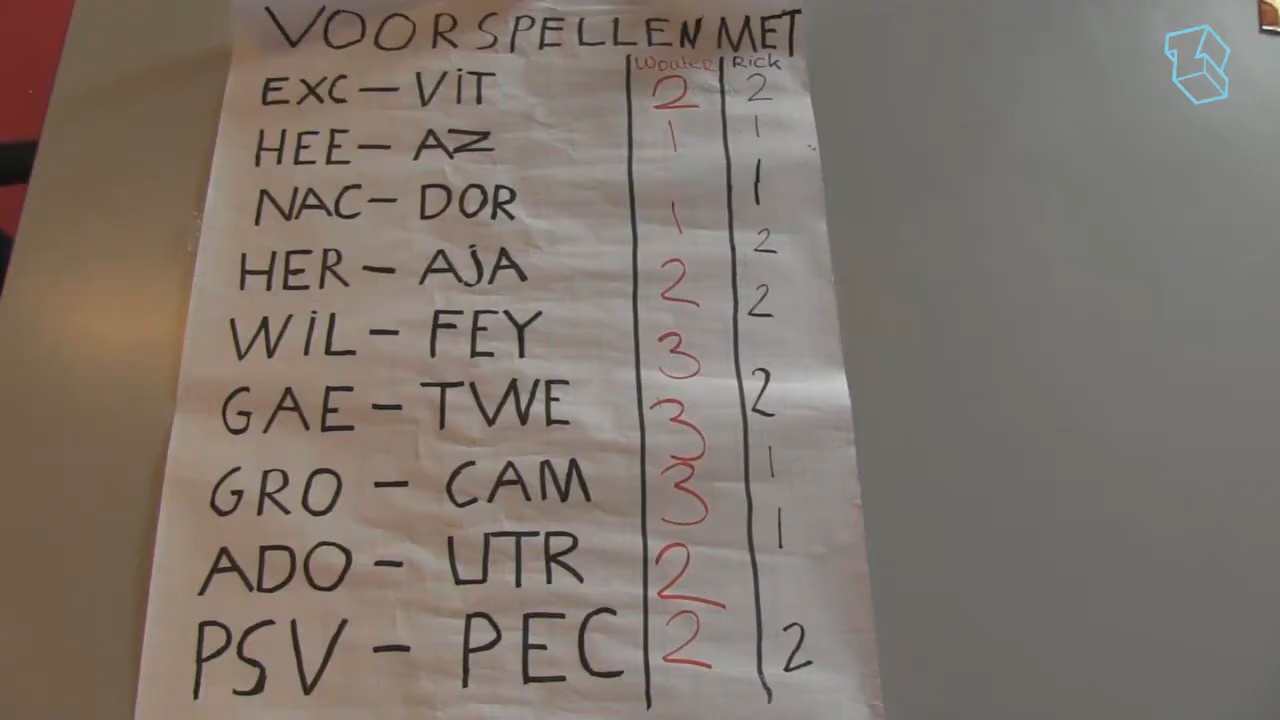 VOORSPELLEN MET
Wouter Rick
EXC - ViT 2 2
HEE - AZ 1 1
NAC - DOR 1 1
HER - AjA 2 2
WiL - FEY 3 2
GAE - TWE 3 2
GRO - CAM 3 1
ADO - UTR 2 1
PSV - PEC 2 2